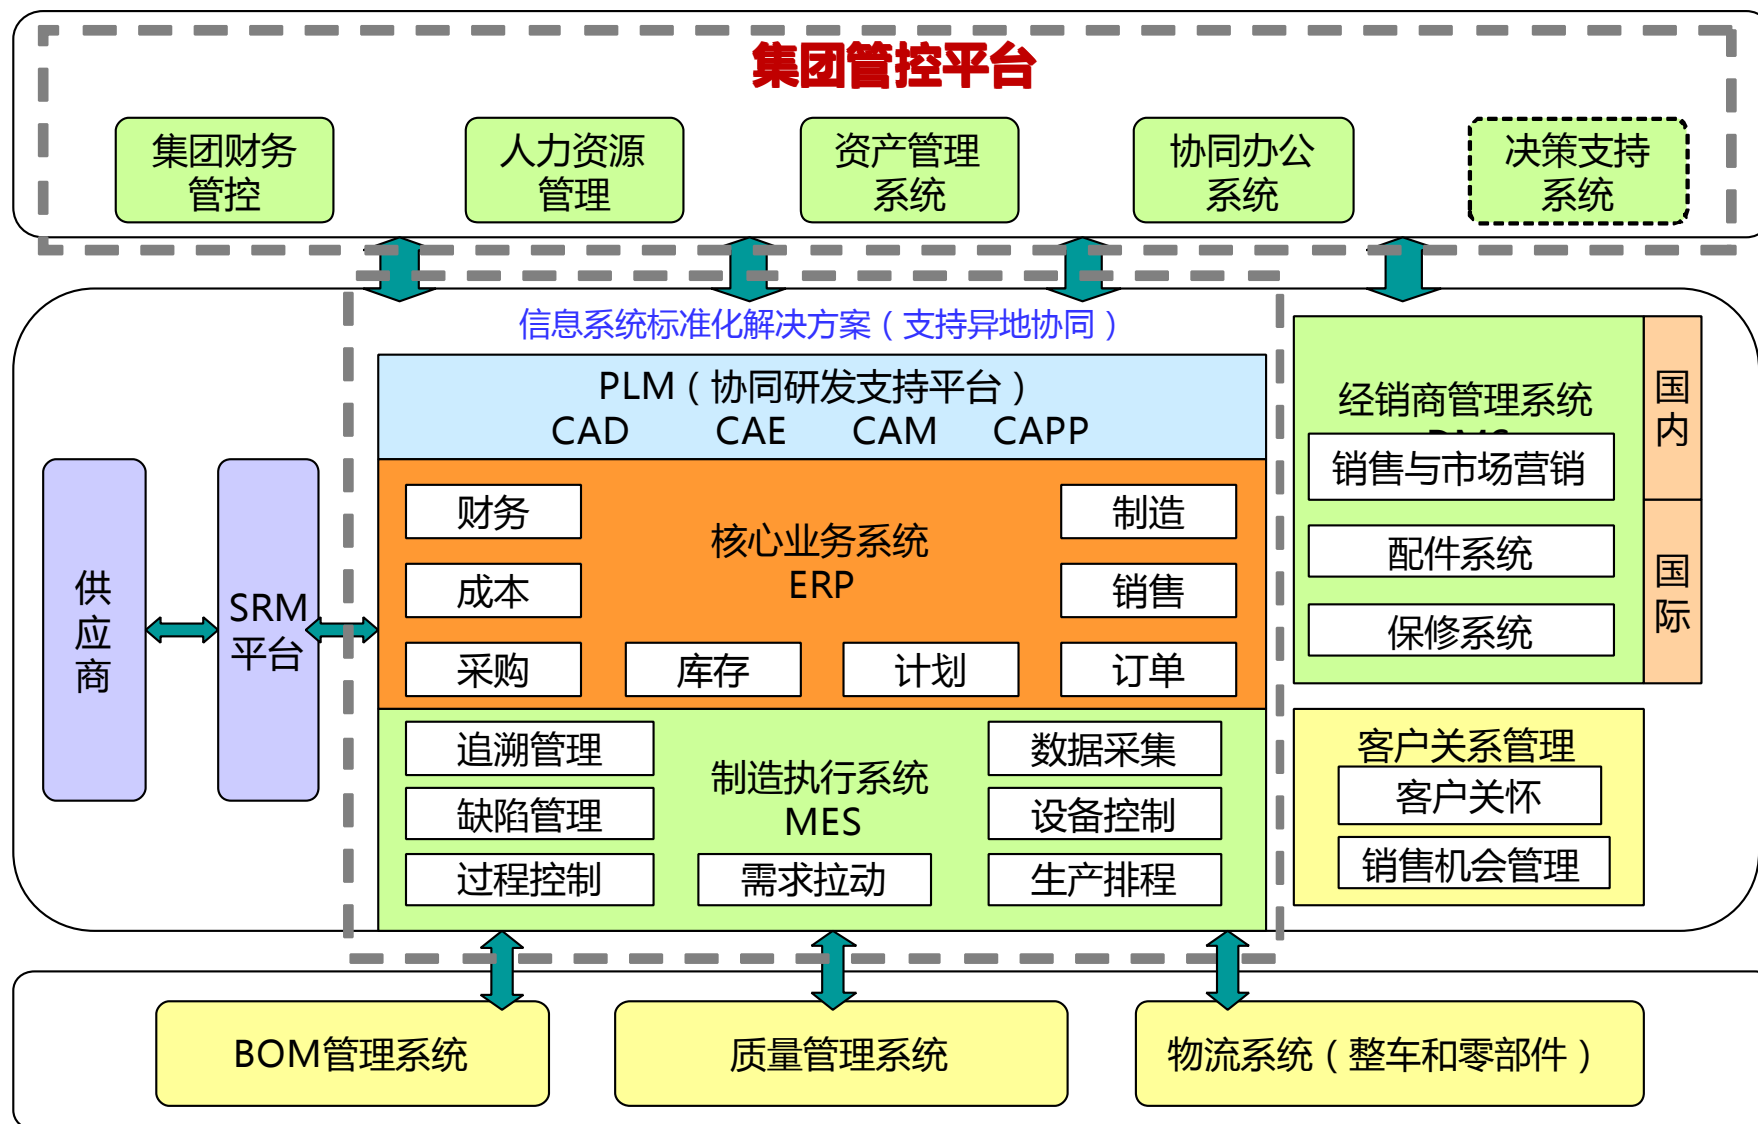 集团管控平台
集团财务
管控
人力资源
管理
资产管理
系统
协同办公
系统
决策支持
系统
信息系统标准化解决方案（支持异地协同）
PLM（协同研发支持平台）
CAD CAE CAM CAPP
供
应
商
SRM
平台
核心业务系统
ERP
财务
制造
成本
销售
采购
库存
计划
订单
制造执行系统
MES
追溯管理
数据采集
缺陷管理
设备控制
过程控制
需求拉动
生产排程
经销商管理系统
销售与市场营销
配件系统
保修系统
国
内
国
际
客户关系管理
客户关怀
销售机会管理
BOM管理系统
质量管理系统
物流系统（整车和零部件）